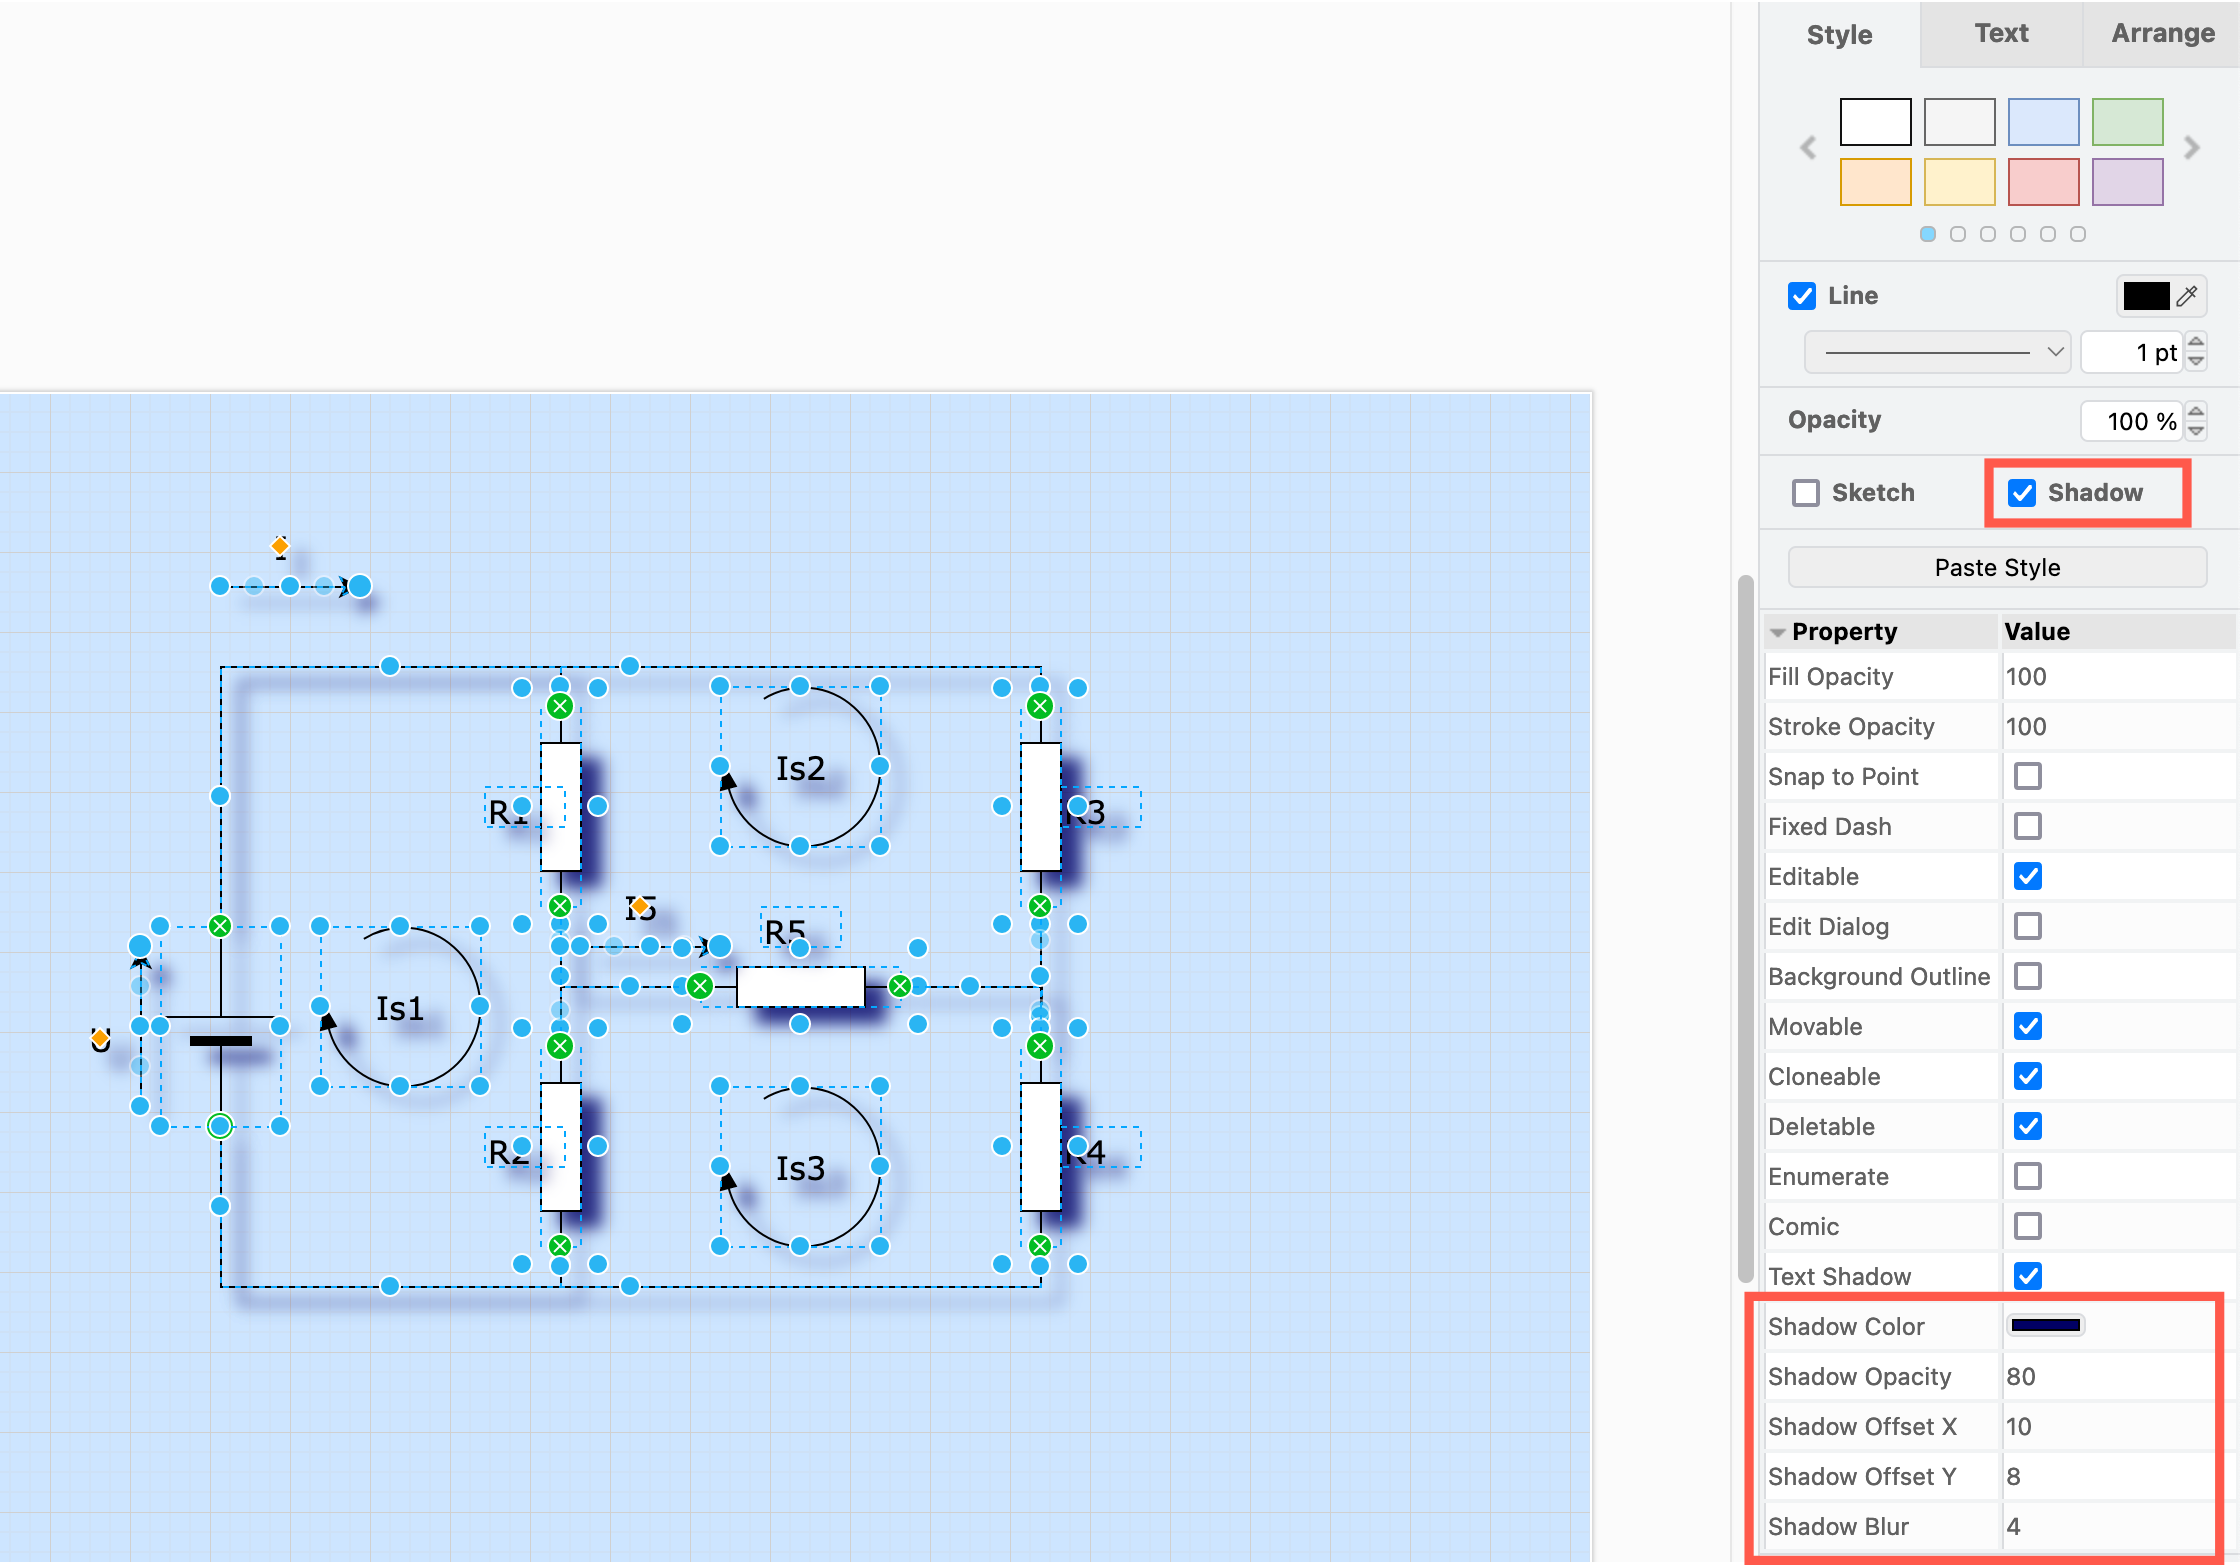 Style Text Arrange
Line
1 pt
Opacity 100 %
Sketch Shadow
Paste Style
Property Value
Fill Opacity 100
Stroke Opacity 100
Snap to Point
Fixed Dash
Editable
Edit Dialog
Background Outline
Movable
Cloneable
Deletable
Enumerate
Comic
Text Shadow
Shadow Color
Shadow Opacity 80
Shadow Offset X 10
Shadow Offset Y 8
Shadow Blur 4
I
Is2
R1
R3
I5
R5
Is1
U
R2
Is3
R4